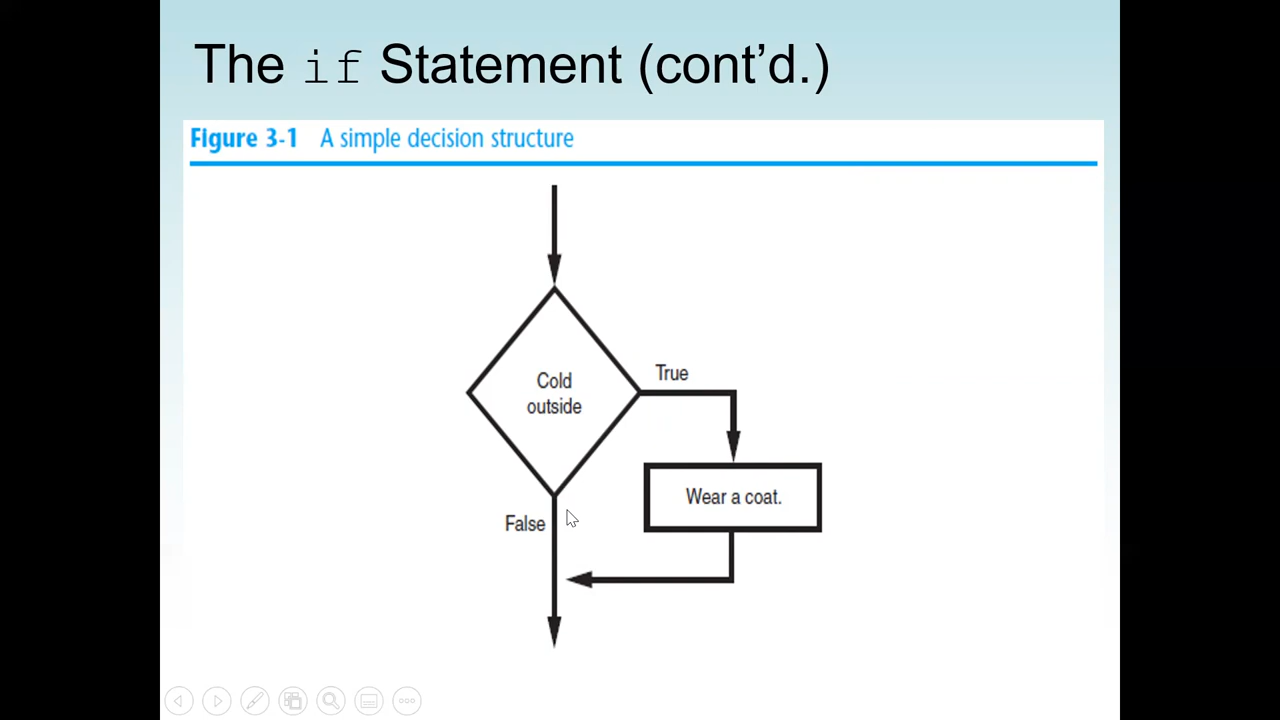 The if Statement (cont’d.)
Figure 3-1 A simple decision structure
Cold
outside
True
Wear a coat.
False